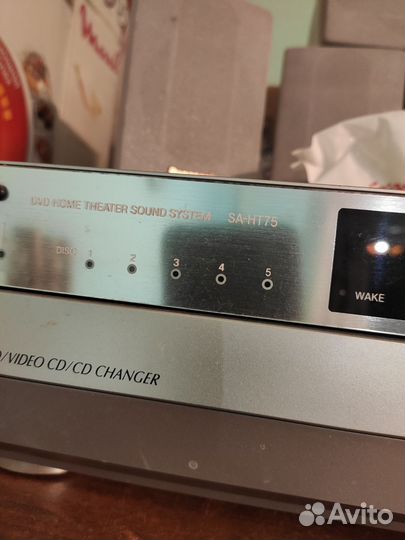 DVD HOME THEATER SOUND SYSTEM SA-HT75
DISC 1 2 3 4 5
WAKE
/VIDEO CD/CD CHANGER
Avito